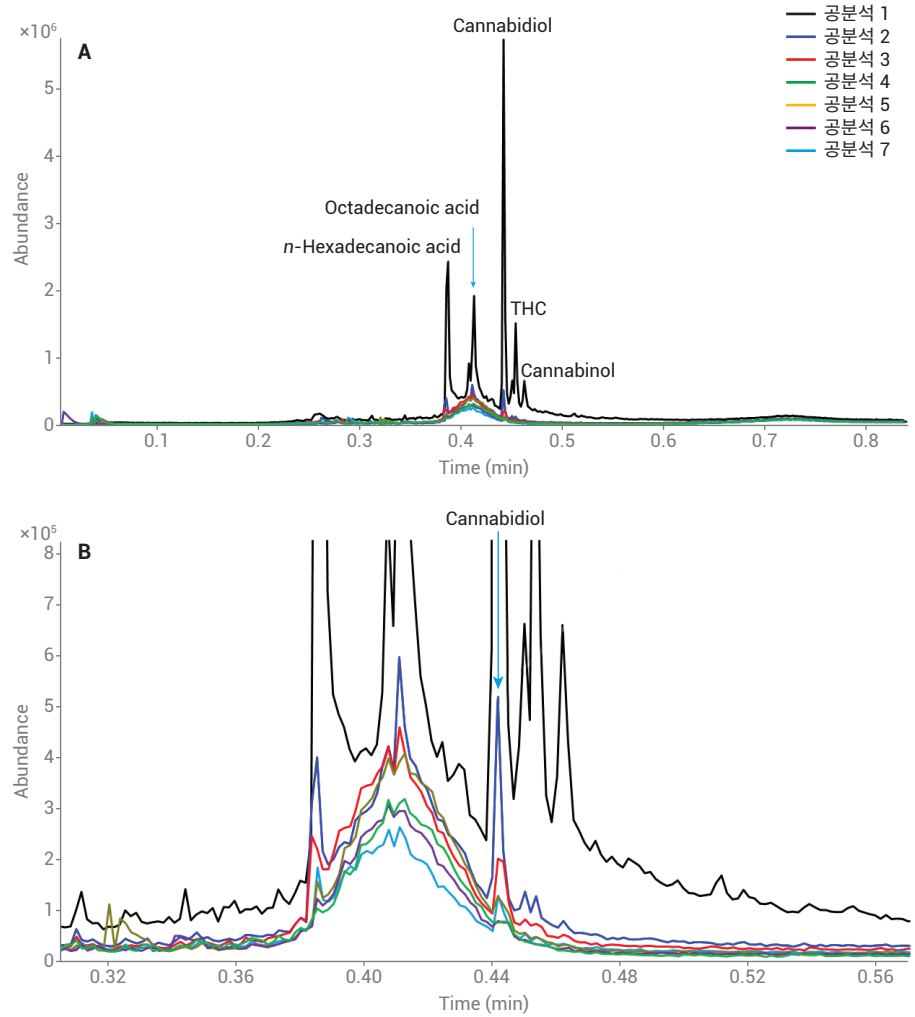 ×10⁶
A
Cannabidiol
공분석 1
공분석 2
공분석 3
공분석 4
공분석 5
공분석 6
공분석 7
Octadecanoic acid
n-Hexadecanoic acid
THC
Cannabinol
Abundance
5
4
3
2
1
0
0.1 0.2 0.3 0.4 0.5 0.6 0.7 0.8
Time (min)
×10⁵
B
Cannabidiol
Abundance
8
7
6
5
4
3
2
1
0
0.32 0.36 0.40 0.44 0.48 0.52 0.56
Time (min)